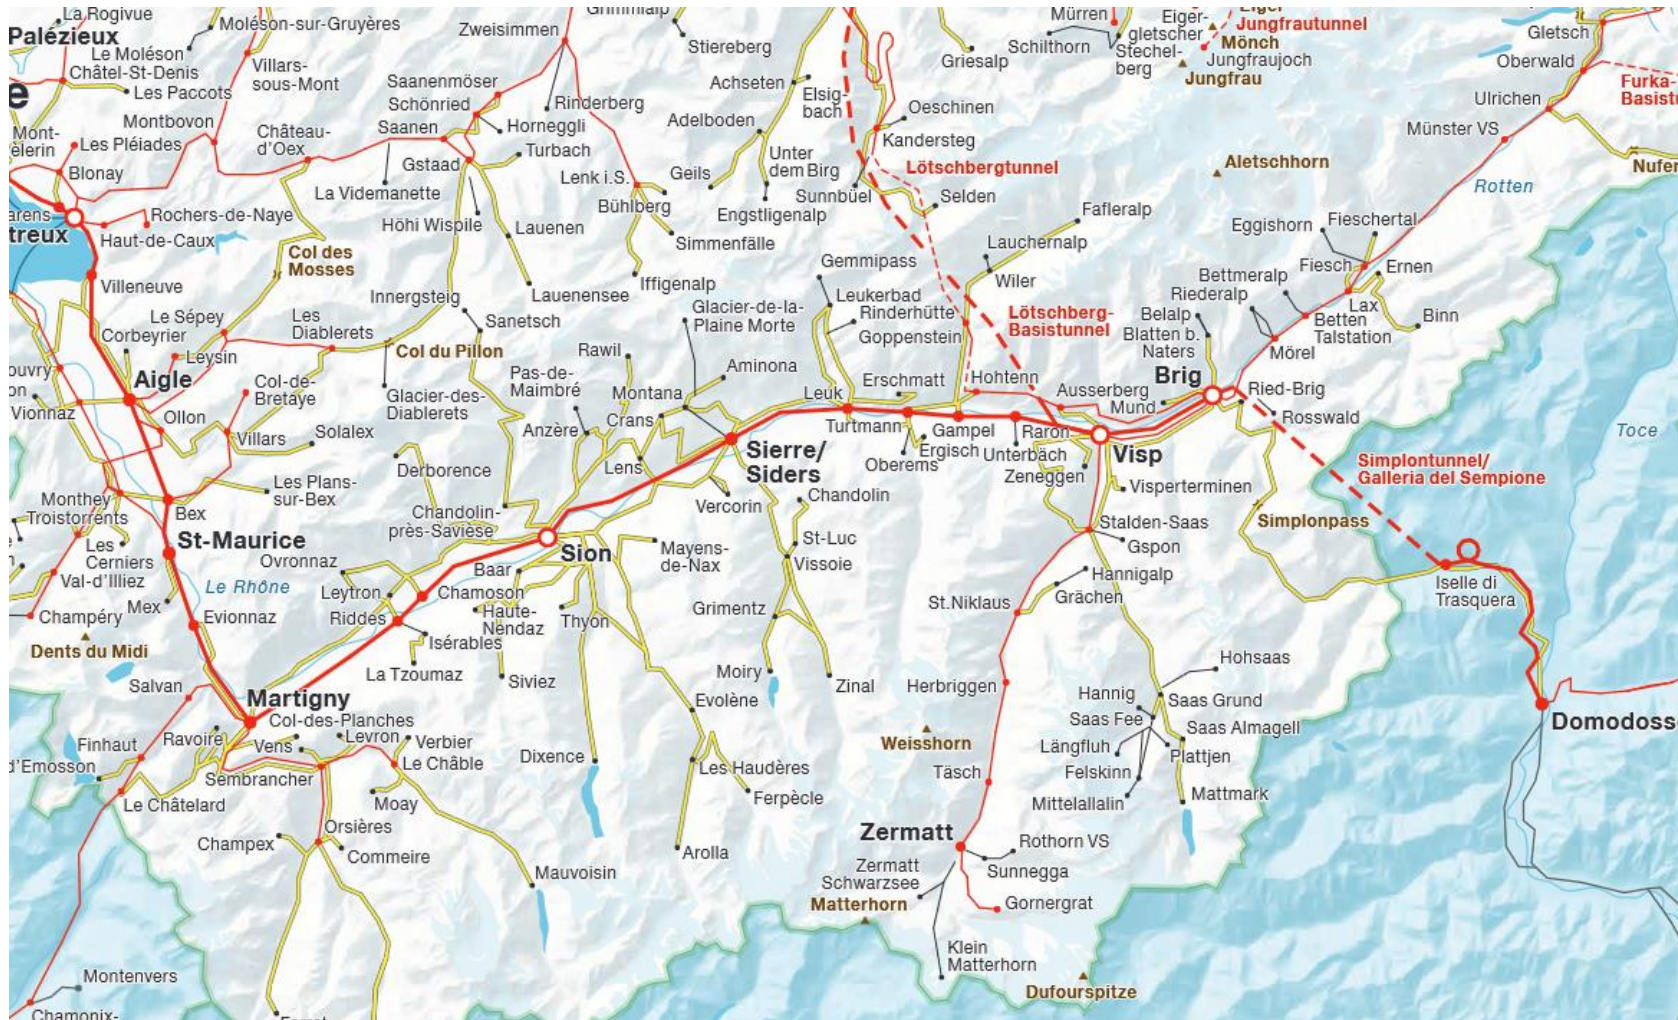 La Rogivue
Palézieux
Moléson-sur-Gruyères
Le Moléson
Châtel-St-Denis
Les Paccots
Villars-
sous-Mont
Zweisimmen
Stiereberg
Achseten
Elsig-
bach
Griesalp
Mürren
Schilthorn
Eiger-
gletscher
Stechel-
berg
Eiger
Jungfrautunnel
Mönch
Jungfraujoch
Jungfrau
Gletsch
Oberwald
Furka-
Ulrichen
Münster VS
Saanenmöser
Schönried
Saanen
Rinderberg
Horneggli
Turbach
Gstaad
Adelboden
Oeschinen
Kandersteg
Unter
dem Birg
Geils
Sunnbüel
Engstligenalp
Lötschbergtunnel
Selden
Aletschhorn
Rotten
Mont-
Montbovon
Les Pléiades
Château-
d'Oex
Blonay
La Videmanette
Lenk i.S.
Bühlberg
Simmenfälle
Iffigenalp
treux
Rochers-de-Naye
Haut-de-Caux
Höhi Wispile
Lauenen
Lauenensee
Col des
Mosses
Villeneuve
Innergsteig
Sanetsch
Fafleralp
Lauchernalp
Wiler
Gemmipass
Leukerbad
Rinderhütte
Goppenstein
Lötschberg-
Basistunnel
Eggishorn
Fieschertal
Fiesch
Ernen
Bettmeralp
Riederalp
Lax
Binn
Betten
Talstation
Mörel
Belalp
Blatten b.
Naters
Le Sépey
Corbeyrier
Les
Diablerets
Leysin
Col du Pillon
Glacier-de-la-
Plaine Morte
Rawil
Aminona
Aigle
Col-de-
Bretaye
Vionnaz
Ollon
Glacier-des-
Diablerets
Pas-de-
Maimbré
Montana
Crans
Anzère
Lens
Leuk
Erschmatt
Hohtenn
Ausserberg
Mund
Brig
Ried-Brig
Rosswald
Turtmann
Gampel
Raron
Ergisch
Oberems
Unterbäch
Zeneggen
Visp
Toce
Simplontunnel/
Galleria del Sempione
Simplonpass
Villars
Solalex
Derborence
Sierre/
Siders
Vercorin
Chandolin
Visperterminen
Monthey
Troistorrents
Bex
Les Plans-
sur-Bex
Chandolin-
près-Savièse
Stalden-Saas
Gspon
Les
Cerniers
St-Maurice
Ovronnaz
Sion
Mayens-
de-Nax
St-Luc
Vissoie
Val-d'Illiez
Le Rhône
Baar
Leytron
Chamoson
Champéry
Mex
Evionnaz
Riddes
Haute-
Nendaz
Thyon
Grimentz
Hannigalp
Grächen
St.Niklaus
Iselle di
Trasquera
Dents du Midi
Isérables
La Tzoumaz
Siviez
Moiry
Zinal
Herbriggen
Hohsaas
Hannig
Saas Grund
Salvan
Martigny
Evolène
Saas Fee
Saas Almagell
Domodoss
Col-des-Planches
Levron
Ravoire
Vens
Verbier
Finhaut
Le Châble
d'Emosson
Sembrancher
Dixence
Weisshorn
Längfluh
Plattjen
Felskinn
Les Haudères
Ferpècle
Täsch
Mattmark
Mittelallalin
Le Châtelard
Moay
Champex
Orsières
Commeire
Arolla
Mauvoisin
Zermatt
Rothorn VS
Sunnegga
Zermatt
Schwarzsee
Matterhorn
Gornergrat
Klein
Matterhorn
Dufourspitze
Montenvers
Chamonix-